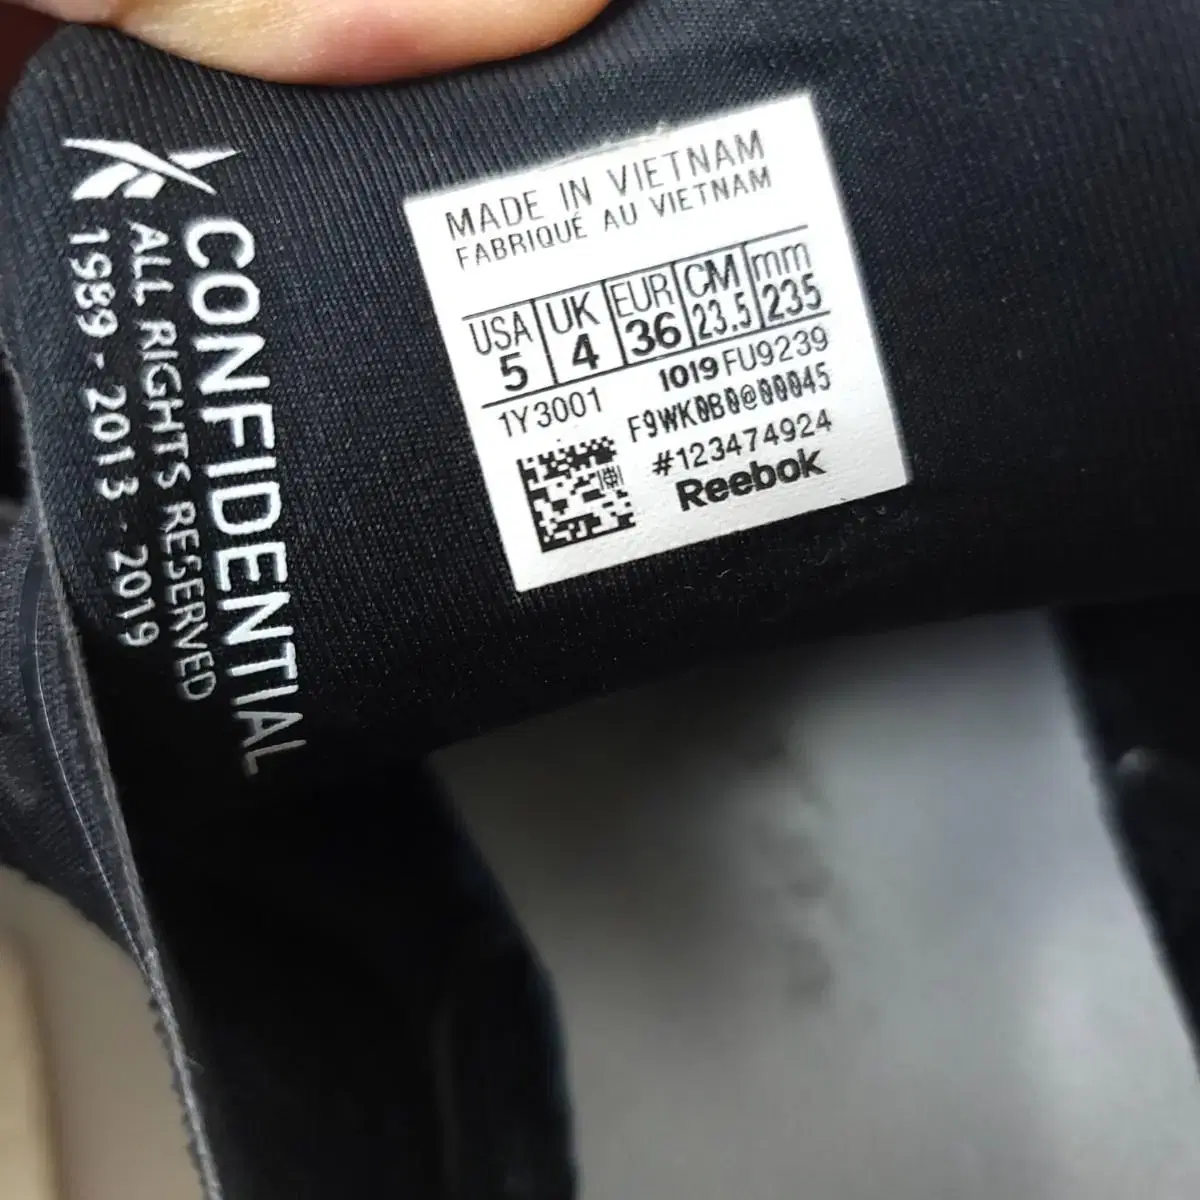 CONFIDENTIAL
ALL RIGHTS RESERVED
1989 - 2013 - 2019
MADE IN VIETNAM
FABRIQUÉ AU VIETNAM
USA UK EUR CM mm
5 4 36 23.5 235
1Y3001 1019 FU9239
F9WK0B0@00045
#123474924
Reebok